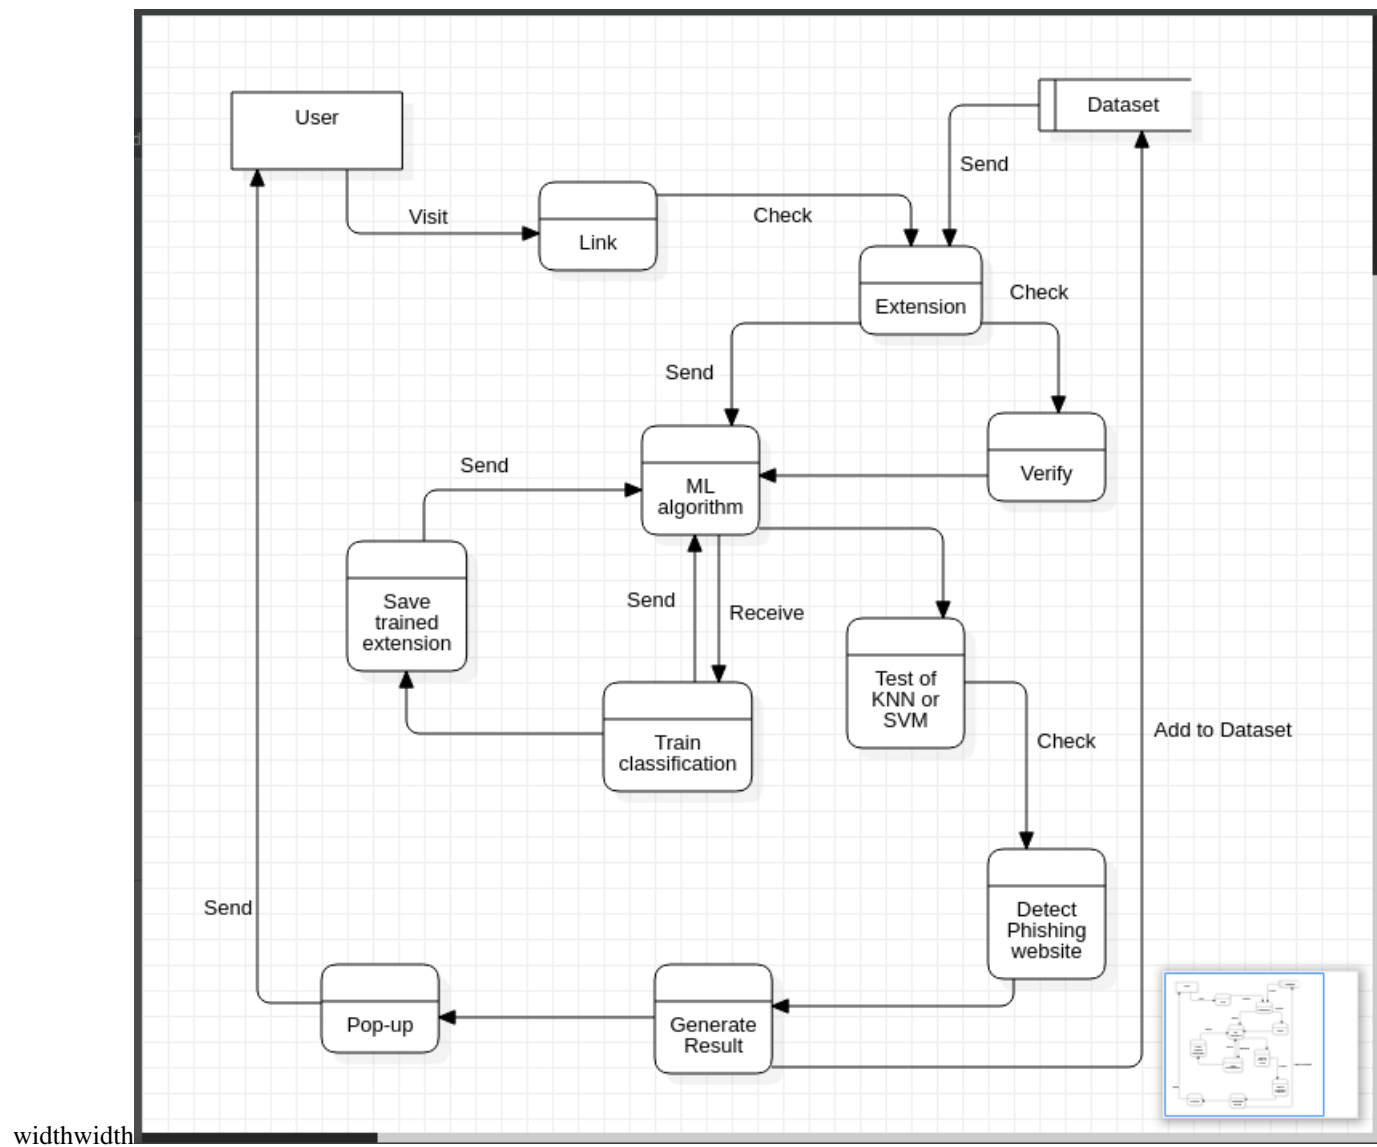 User
Dataset
Send
Visit
Check
Link
Check
Extension
Send
Send
Verify
ML
algorithm
Save
trained
extension
Send
Receive
Test of
KNN or
SVM
Train
classification
Check
Add to Dataset
Send
Detect
Phishing
website
Pop-up
Generate
Result
widthwidth